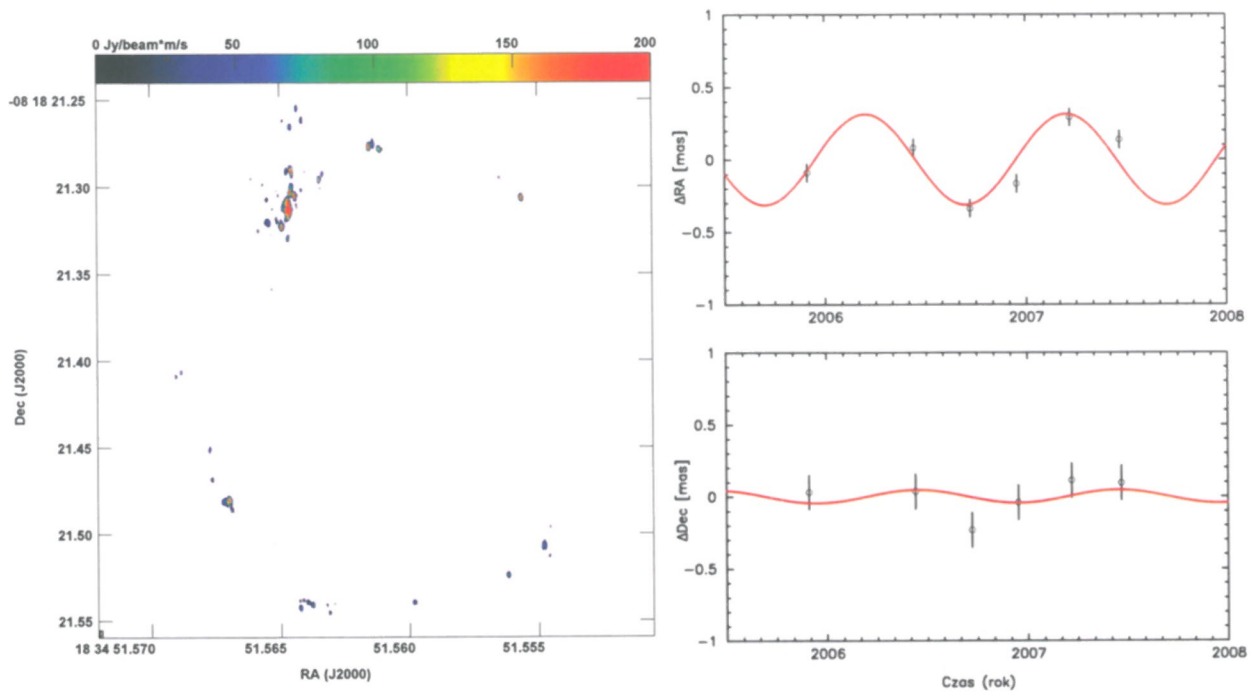 0 Jy/beam*m/s 50 100 150 200
-08 18 21.25
21.30
21.35
21.40
21.45
21.50
21.55
Dec (J2000)
18 34 51.570 51.565 51.560 51.555
RA (J2000)
1
0.5
0
-0.5
-1
ΔRA [mas]
2006 2007 2008
1
0.5
0
-0.5
-1
ΔDec [mas]
2006 2007 2008
Czas (rok)